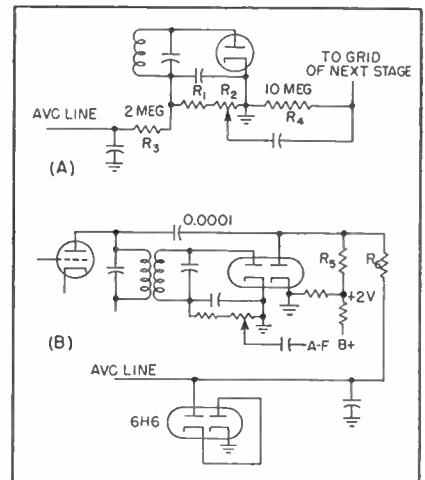 TO GRID
OF NEXT STAGE
R1
R2
10 MEG
R4
AVC LINE
2 MEG
R3
(A)
0.0001
R5
R6
+2V
(B)
A-F
B+
AVC LINE
6H6